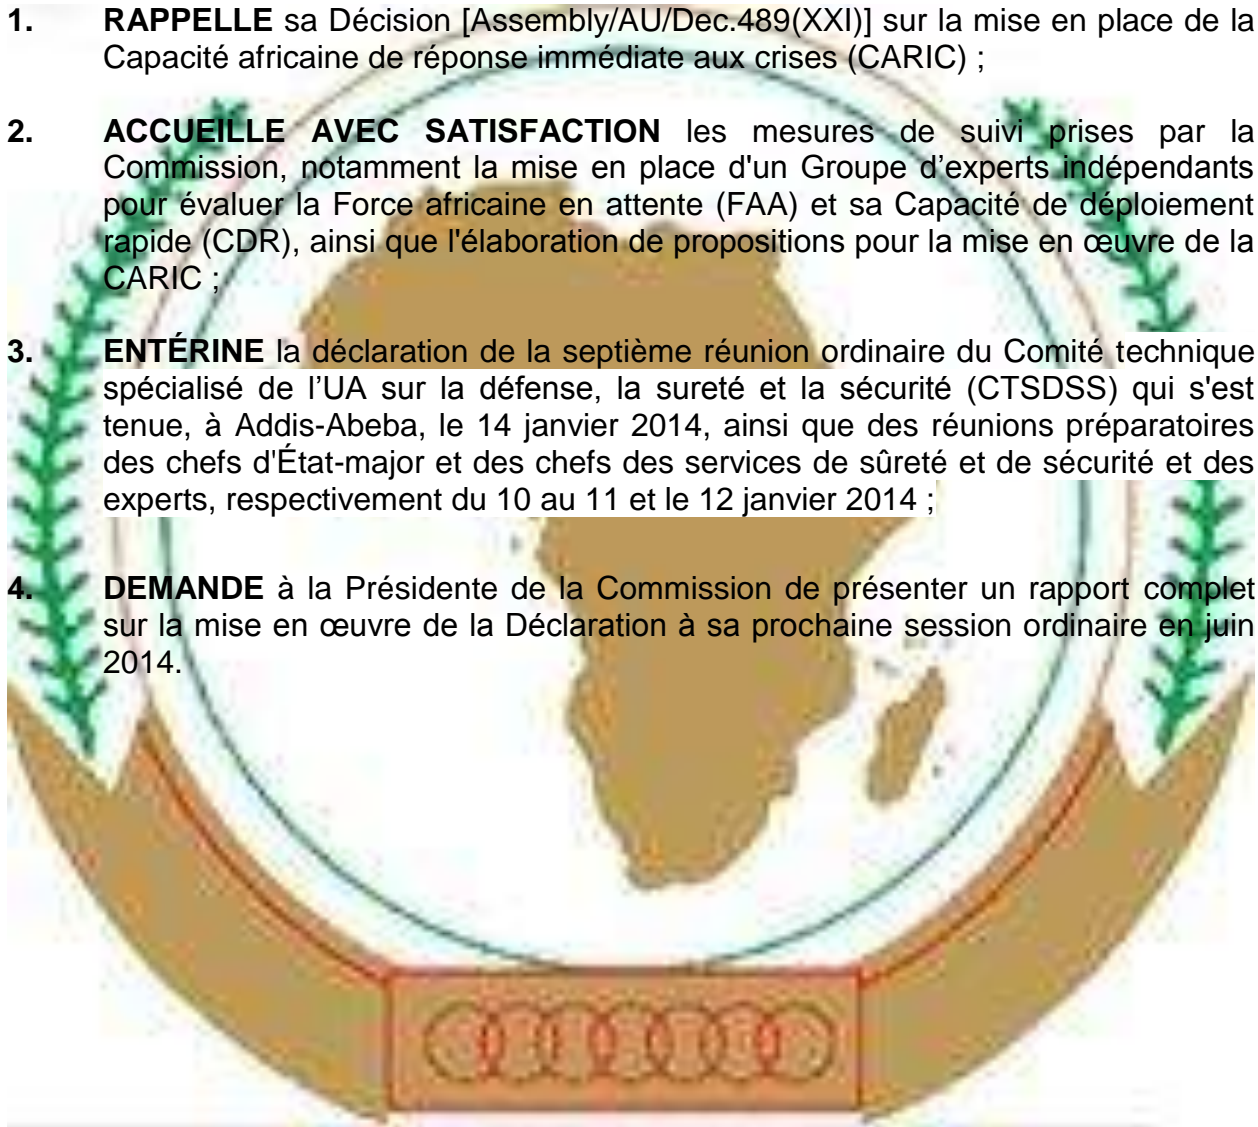 1. RAPPELLE sa Décision [Assembly/AU/Dec.489(XXI)] sur la mise en place de la
Capacité africaine de réponse immédiate aux crises (CARIC) ;
2. ACCUEILLE AVEC SATISFACTION les mesures de suivi prises par la
Commission, notamment la mise en place d'un Groupe d’experts indépendants
pour évaluer la Force africaine en attente (FAA) et sa Capacité de déploiement
rapide (CDR), ainsi que l'élaboration de propositions pour la mise en œuvre de la
CARIC ;
3. ENTÉRINE la déclaration de la septième réunion ordinaire du Comité technique
spécialisé de l’UA sur la défense, la sureté et la sécurité (CTSDSS) qui s'est
tenue, à Addis-Abeba, le 14 janvier 2014, ainsi que des réunions préparatoires
des chefs d'État-major et des chefs des services de sûreté et de sécurité et des
experts, respectivement du 10 au 11 et le 12 janvier 2014 ;
4. DEMANDE à la Présidente de la Commission de présenter un rapport complet
sur la mise en œuvre de la Déclaration à sa prochaine session ordinaire en juin
2014.